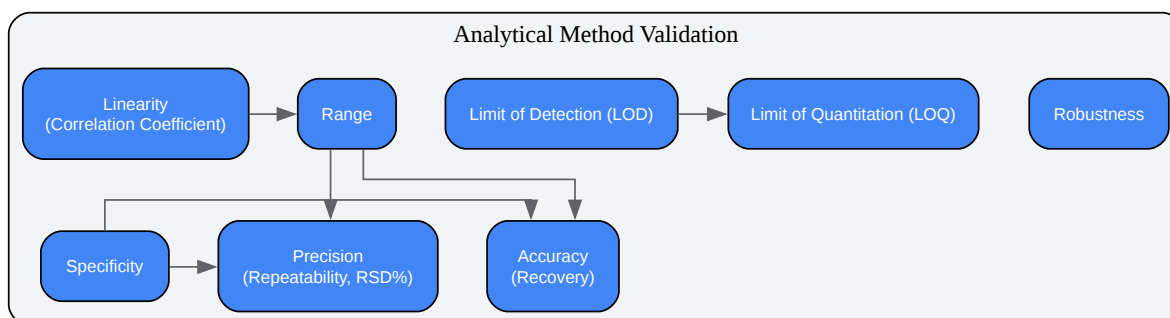 Analytical Method Validation
Linearity
(Correlation Coefficient)
Range
Limit of Detection (LOD)
Limit of Quantitation (LOQ)
Robustness
Specificity
Precision
(Repeatability, RSD%)
Accuracy
(Recovery)